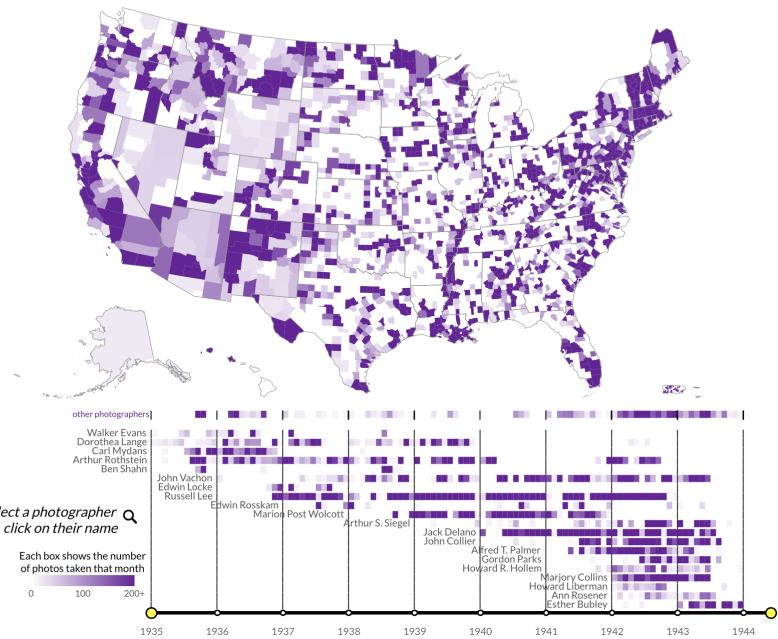 other photographers
Walker Evans
Dorothea Lange
Carl Mydans
Arthur Rothstein
Ben Shahn
John Vachon
Edwin Locke
Russell Lee
Edwin Rosskam
Marion Post Wolcott
Arthur S. Siegel
Jack Delano
John Collier
Alfred T. Palmer
Gordon Parks
Howard R. Hollem
Marjory Collins
Howard Liberman
Ann Rosener
Esther Bubley
lect a photographer
click on their name
Each box shows the number
of photos taken that month
0 100 200+
1935 1936 1937 1938 1939 1940 1941 1942 1943 1944